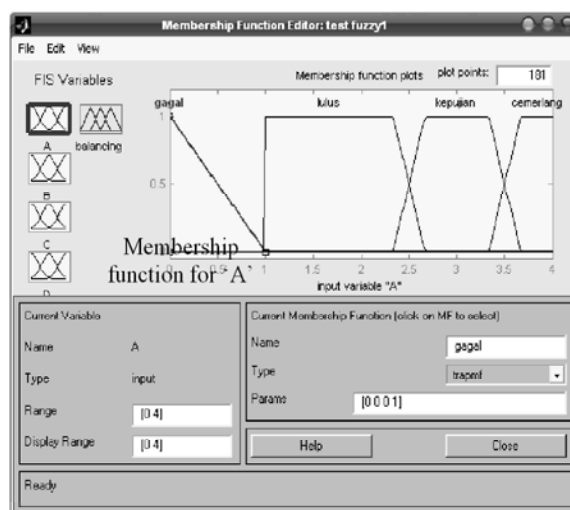 Membership Function Editor: test fuzzy1
File Edit View
FIS Variables
Membership function plots plot points: 181
gagal lulus kepujian cemerlang
1
0.5
A balancing
B
C
D
Membership
function for 'A'
0 0.5 1 1.5 2 2.5 3 3.5 4
input variable "A"
Current Variable
Name A
Type input
Range [0 4]
Display Range [0 4]
Current Membership Function (click on MF to select)
Name gagal
Type trapmf
Params [0 0 0 1]
Help Close
Ready